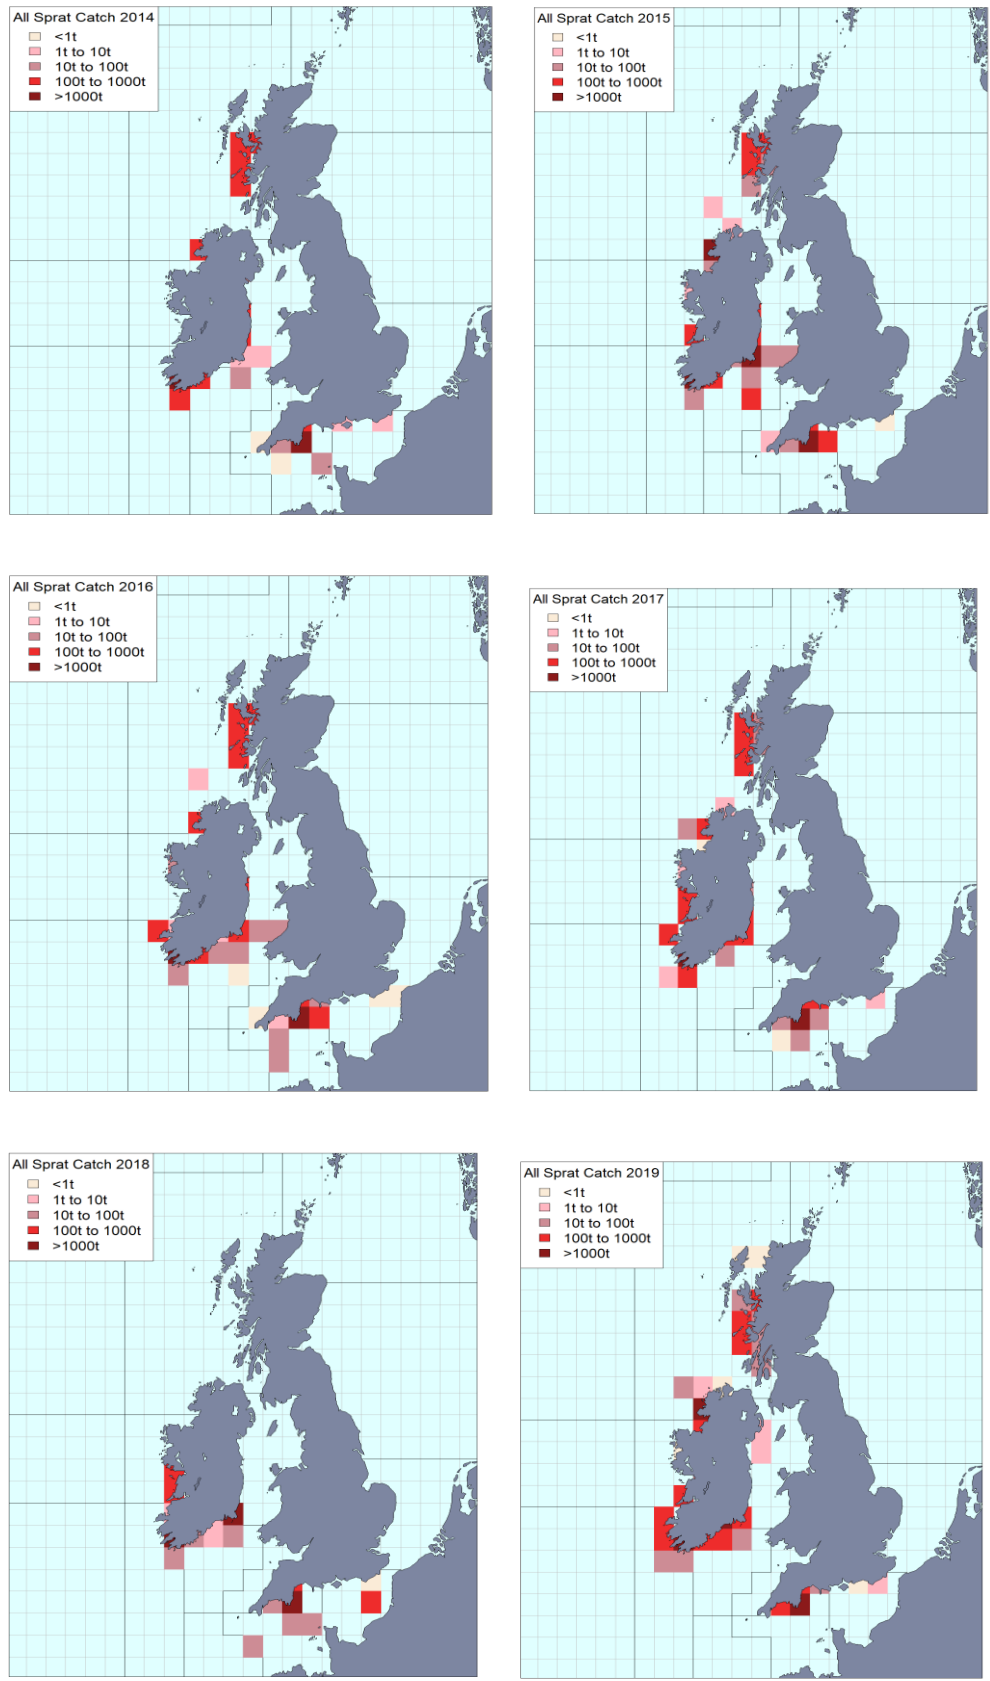 All Sprat Catch 2014
<1t
1t to 10t
10t to 100t
100t to 1000t
>1000t
All Sprat Catch 2015
<1t
1t to 10t
10t to 100t
100t to 1000t
>1000t
All Sprat Catch 2016
<1t
1t to 10t
10t to 100t
100t to 1000t
>1000t
All Sprat Catch 2017
<1t
1t to 10t
10t to 100t
100t to 1000t
>1000t
All Sprat Catch 2018
<1t
1t to 10t
10t to 100t
100t to 1000t
>1000t
All Sprat Catch 2019
<1t
1t to 10t
10t to 100t
100t to 1000t
>1000t